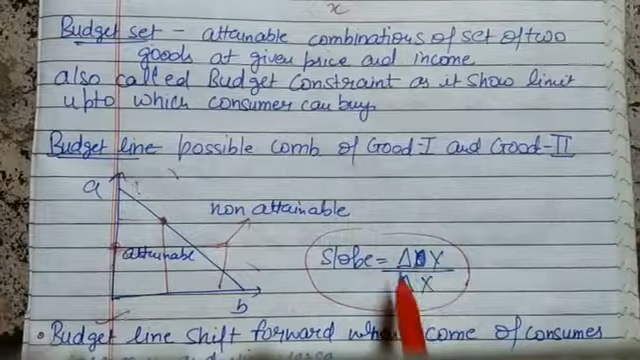 x
Budget set - attainable combinations of set of two
goods at given price and income
also called Budget Constraint as it show limit
upto which consumer can buy
Budget line- possible comb of Good-I and Good-II
a
non attainable
attainable
Slobe = ΔY
ΔX
b
• Budget line shift forward when come of consumes